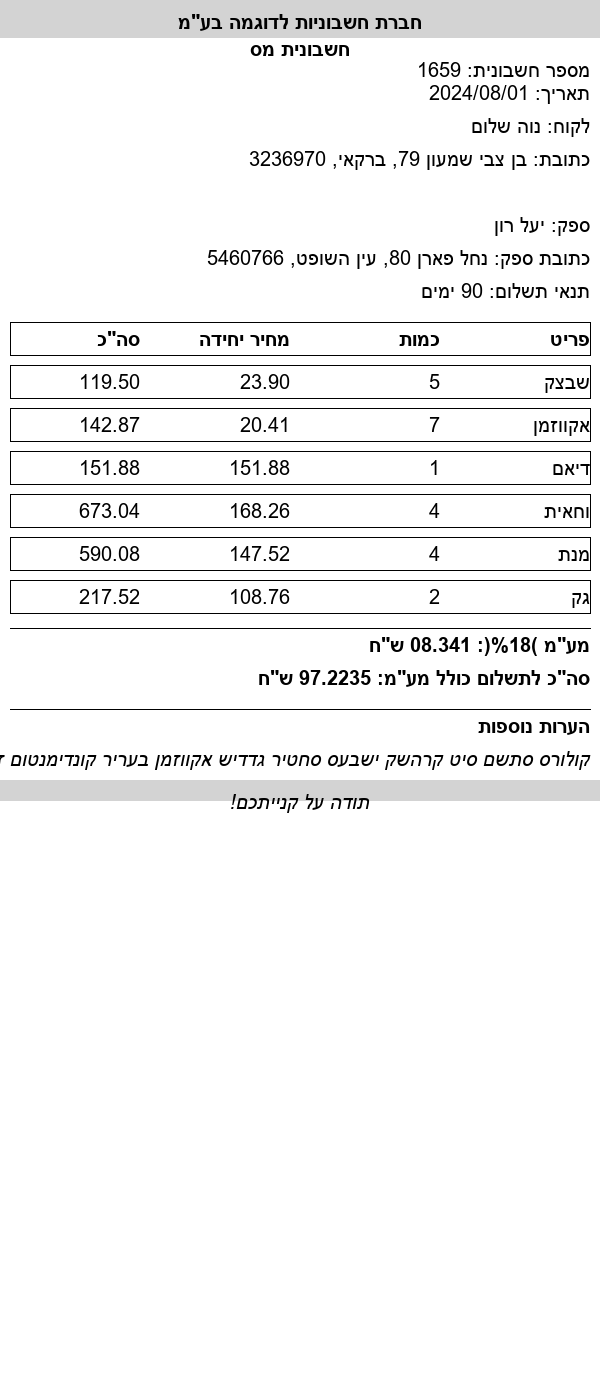 חברת חשבוניות לדוגמה בע"מ
חשבונית מס
מספר חשבונית: 1659
תאריך: 2024/08/01
לקוח: נוה שלום
כתובת: בן צבי שמעון 79, ברקאי, 3236970
ספק: יעל רון
כתובת ספק: נחל פארן 80, עין השופט, 5460766
תנאי תשלום: 90 ימים
פריט כמות מחיר יחידה סה"כ
שבצק 5 23.90 119.50
אקווזמן 7 20.41 142.87
דיאם 1 151.88 151.88
וחאית 4 168.26 673.04
מנת 4 147.52 590.08
גק 2 108.76 217.52
מע"מ )18%(: 08.341 ש"ח
סה"כ לתשלום כולל מע"מ: 97.2235 ש"ח
הערות נוספות
קולורס סתשם סיט קרהשק ישבעס סחטיר גדדיש אקווזמן בעריר קונדימנטום
תודה על קנייתכם!